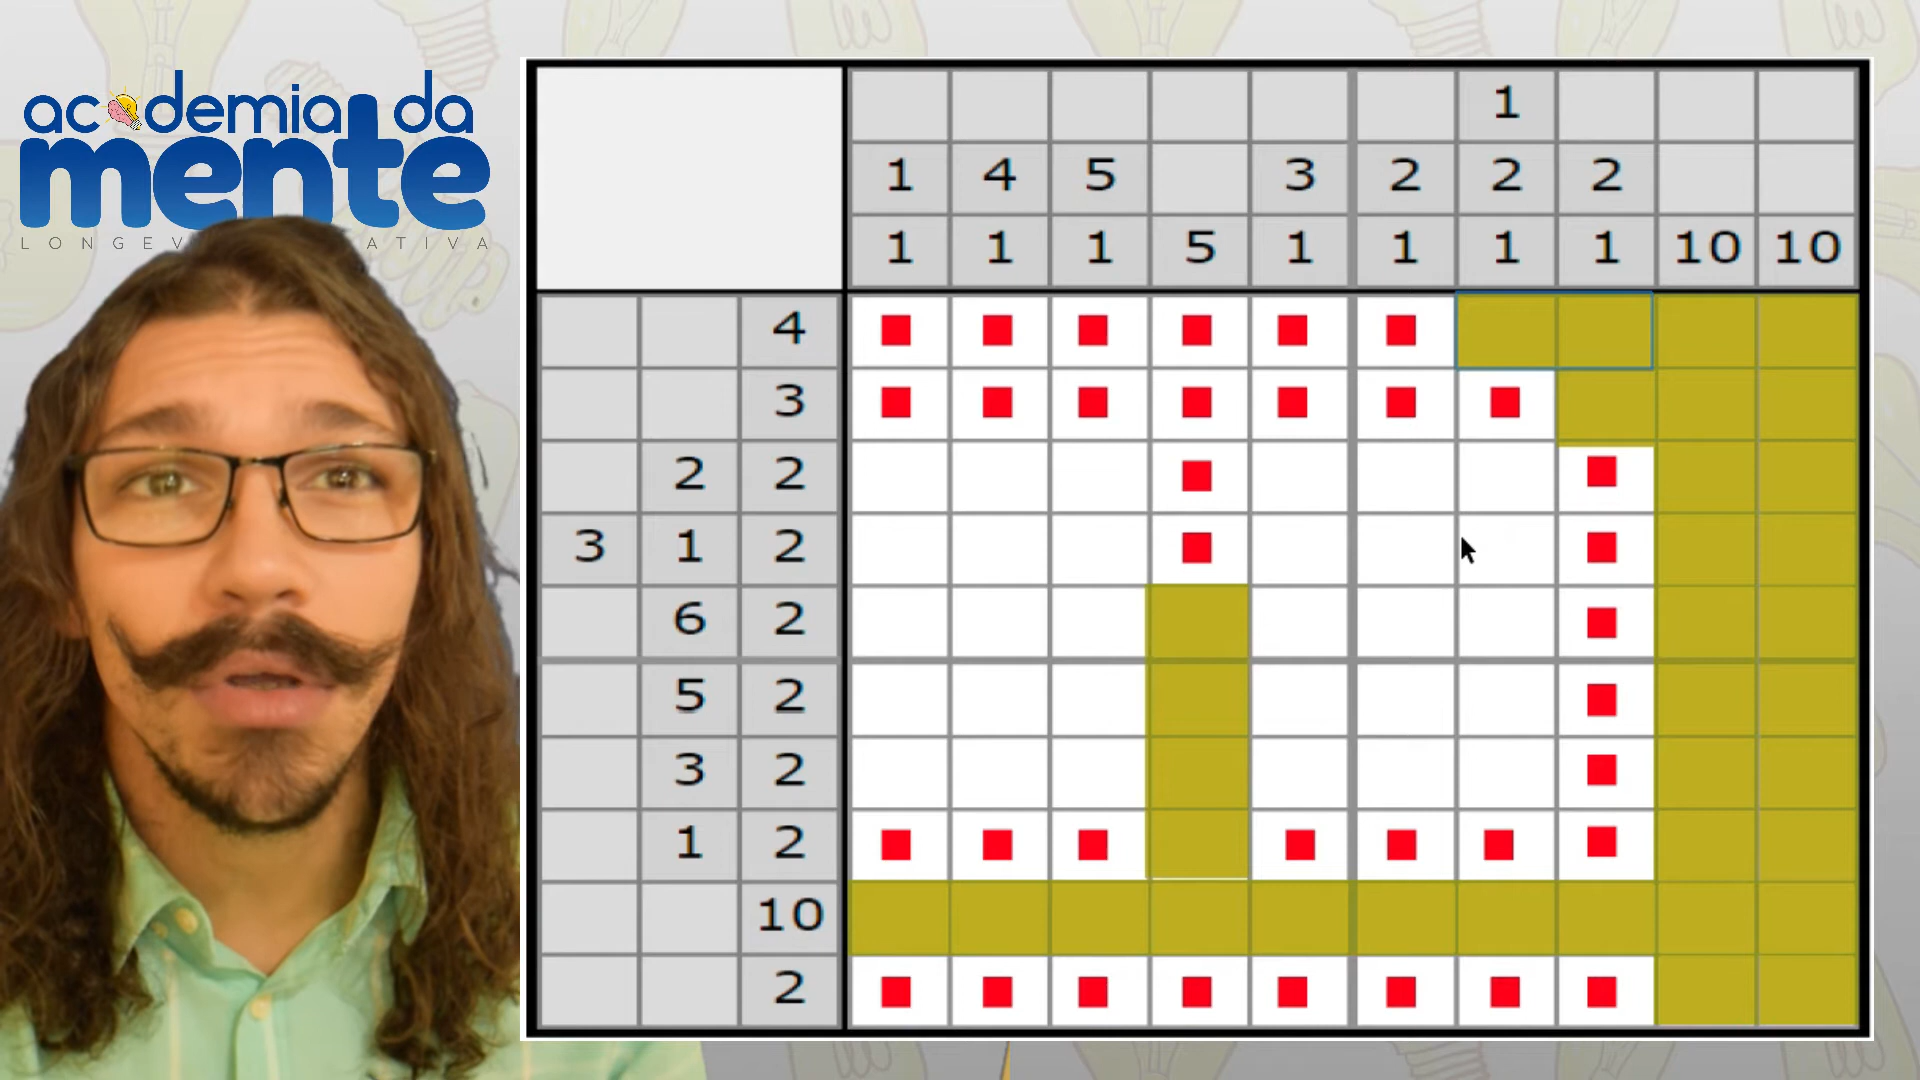 academia da
mente
LONGEV ATIVA
1
1 4 5 3 2 2 2
1 1 1 5 1 1 1 1 10 10
4
3
2 2
3 1 2
6 2
5 2
3 2
1 2
10
2